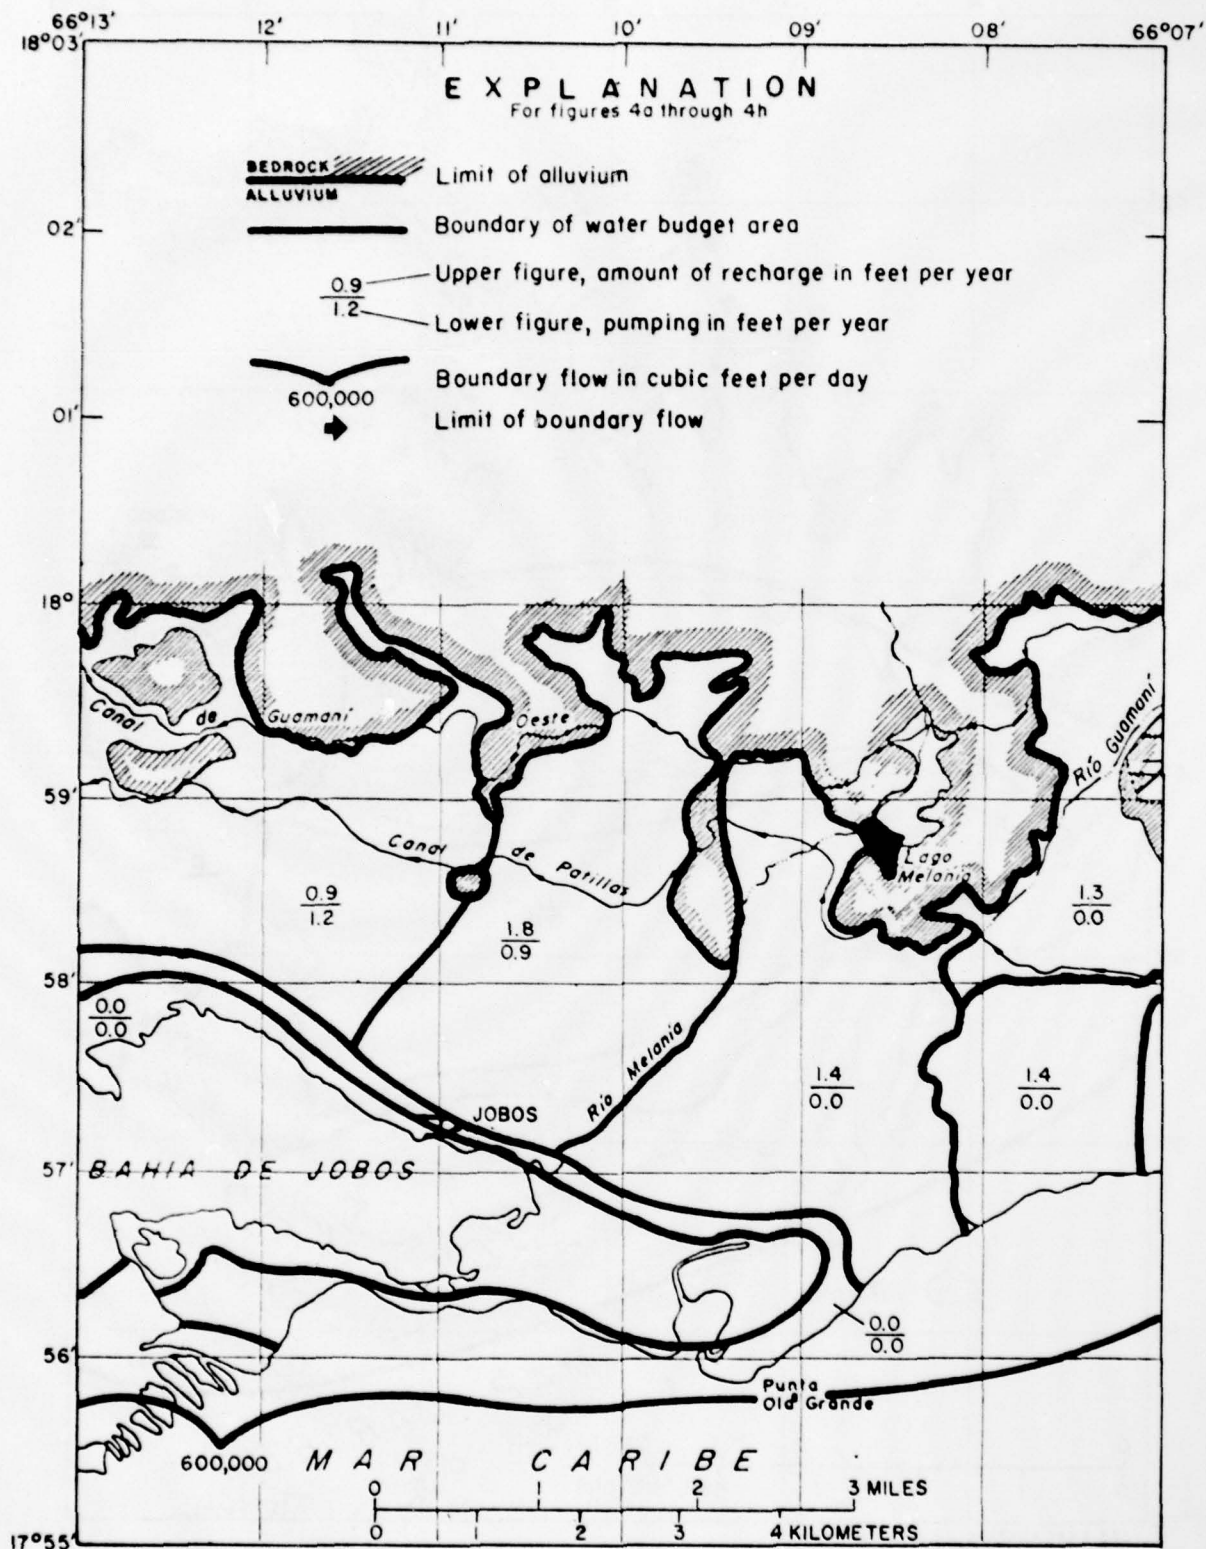 66°13' 12' 11' 10' 09' 08' 66°07'
18°03'
EXPLANATION
For figures 4a through 4h
BEDROCK
ALLUVIUM
Limit of alluvium
02'
Boundary of water budget area
0.9
1.2
Upper figure, amount of recharge in feet per year
Lower figure, pumping in feet per year
Boundary flow in cubic feet per day
600,000
01'
Limit of boundary flow
18°
Canal de Guamaní Oeste
Río Guamaní
59'
Canal de Patillas
Lago
Melania
0.9
1.2
1.8
0.9
1.3
0.0
58'
0.0
0.0
Río Melania
1.4
0.0
1.4
0.0
JOBOS
57'
BAHIA DE JOBOS
0.0
0.0
56'
Punta
Ola Grande
600,000
MAR CARIBE
0 1 2 3 MILES
0 1 2 3 4 KILOMETERS
17°55'